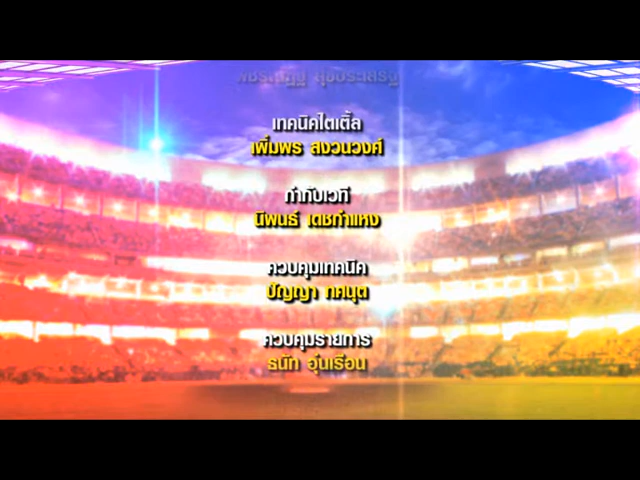 เทคนิคไตเติ้ล
เพิ่มพร สงวนวงศ์
กำกับเวที
นิพนธ์ เดชกำแหง
ควบคุมเทคนิค
ปัญญา ทศนุต
ควบคุมรายการ
ธนัท อุ่นเรือน